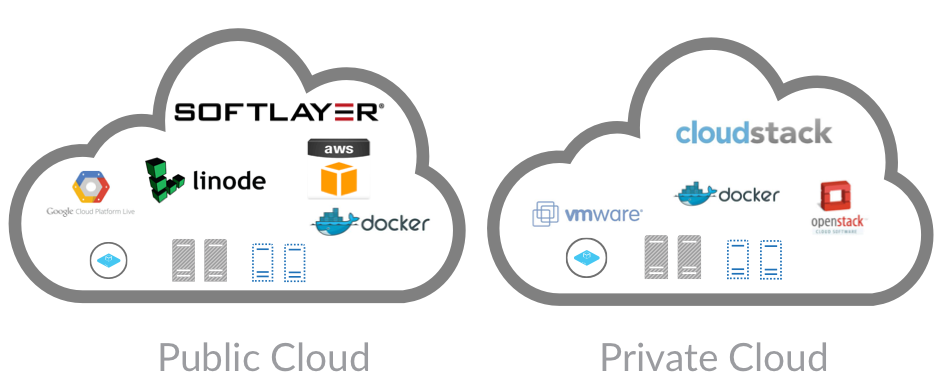 SOFTLAYER®
aws
linode
Google Cloud Platform Live
docker
Public Cloud
cloudstack
docker
vmware®
openstack
CLOUD SOFTWARE
Private Cloud